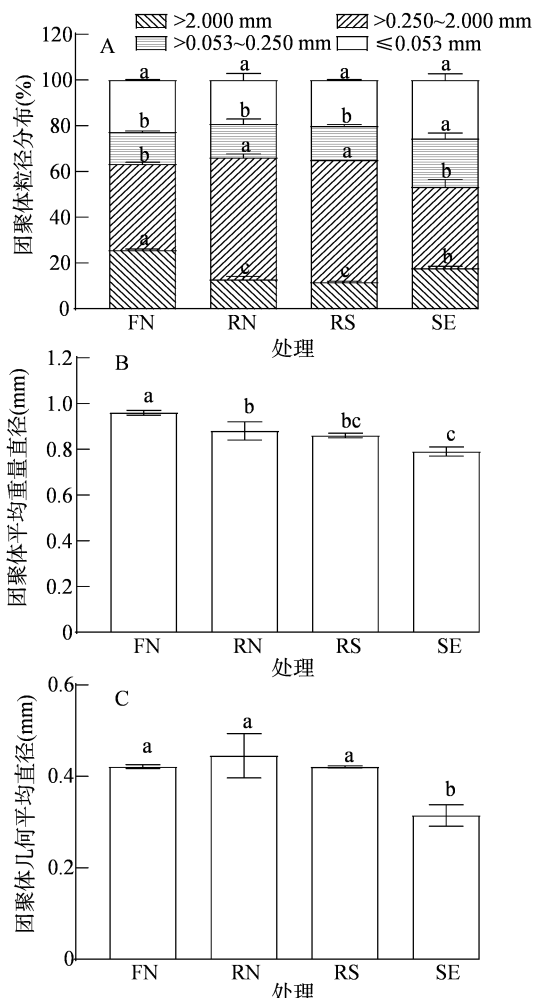 >2.000 mm >0.250~2.000 mm
>0.053~0.250 mm ≤0.053 mm
A
团聚体粒径分布(%)
120
100
80
60
40
20
0
a a a a
b b b a
b a a b
a c c b
FN RN RS SE
处理
B
团聚体平均重量直径(mm)
1.2
1.0
0.8
0.6
0.4
0.2
0
a b bc c
FN RN RS SE
处理
C
团聚体几何平均直径(mm)
0.6
0.4
0.2
0
a a a b
FN RN RS SE
处理